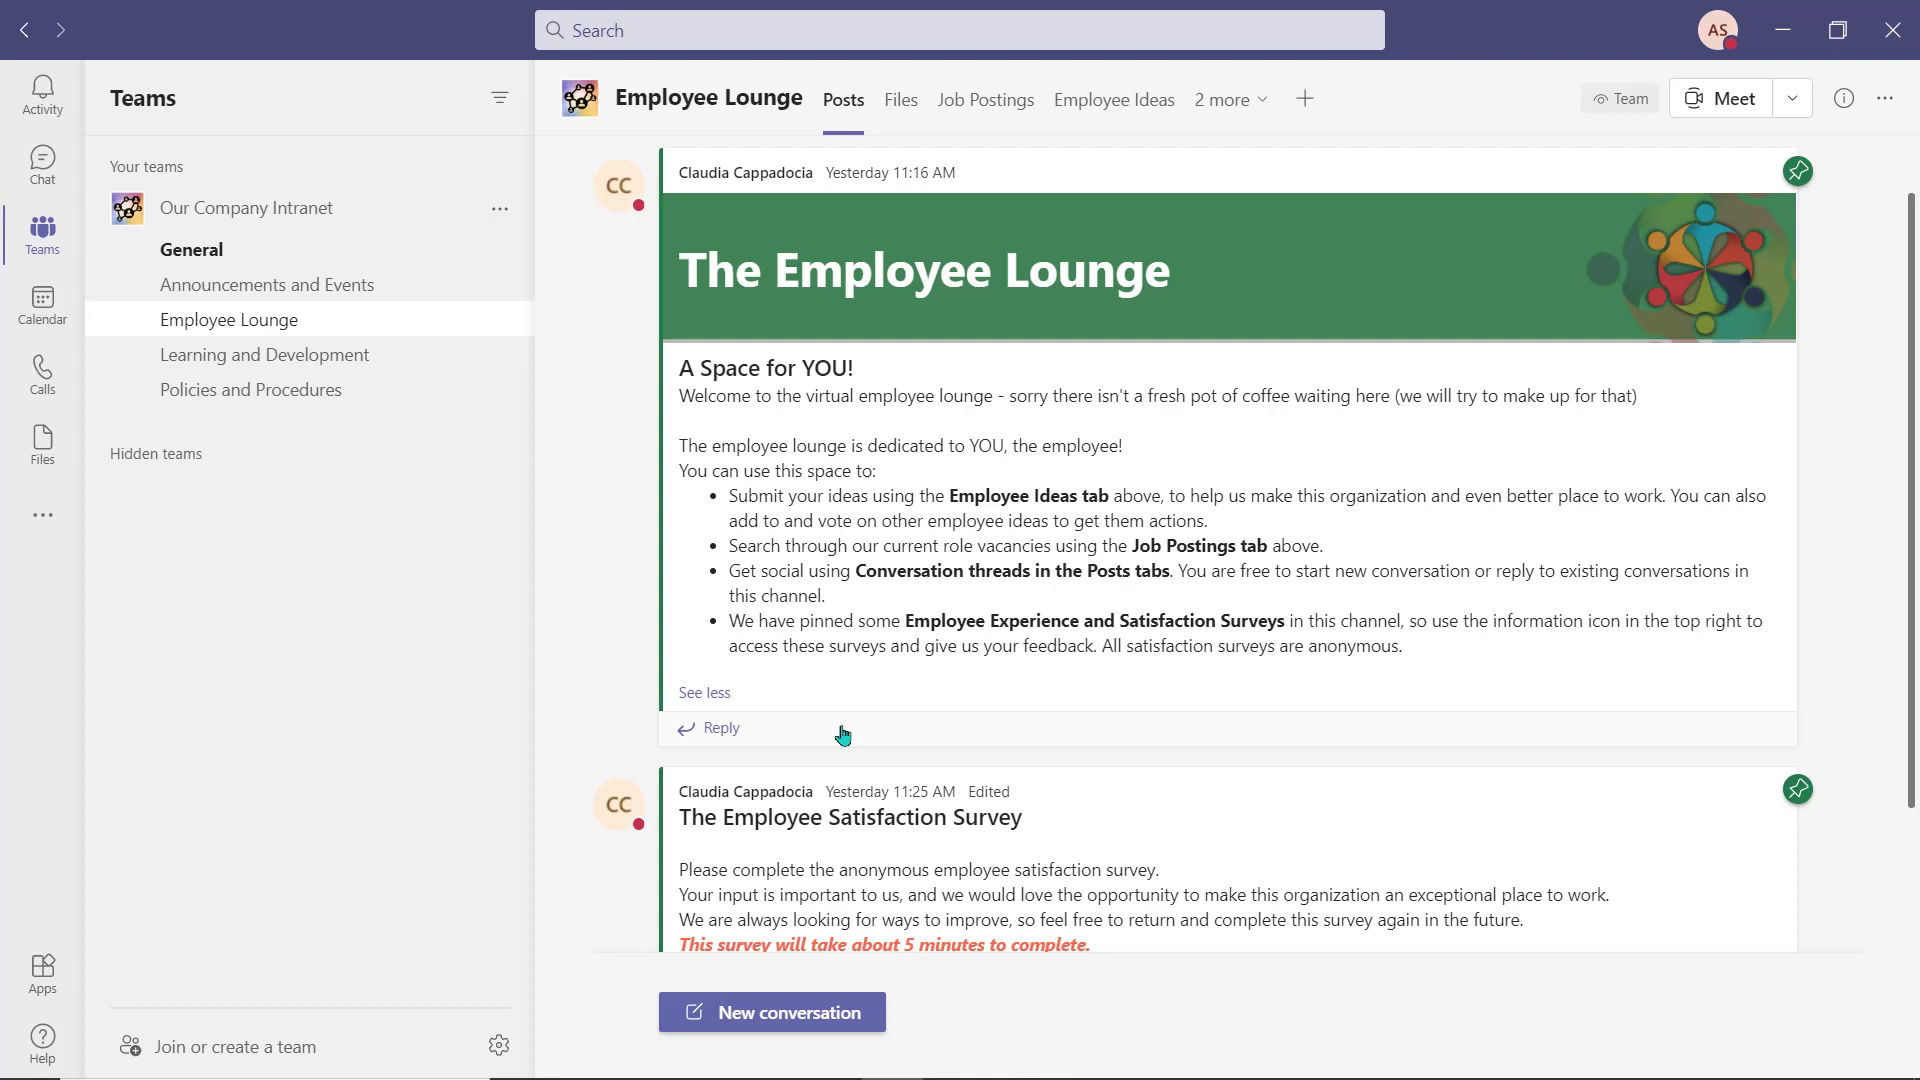 Search
AS
Activity
Chat
Teams
Calendar
Calls
Files
Apps
Help
Teams
Your teams
Our Company Intranet
General
Announcements and Events
Employee Lounge
Learning and Development
Policies and Procedures
Hidden teams
Join or create a team
Employee Lounge
Posts
Files
Job Postings
Employee Ideas
2 more
Team
Meet
CC
Claudia Cappadocia Yesterday 11:16 AM
The Employee Lounge
A Space for YOU!
Welcome to the virtual employee lounge - sorry there isn't a fresh pot of coffee waiting here (we will try to make up for that)
The employee lounge is dedicated to YOU, the employee!
You can use this space to:
• Submit your ideas using the Employee Ideas tab above, to help us make this organization and even better place to work. You can also
add to and vote on other employee ideas to get them actions.
• Search through our current role vacancies using the Job Postings tab above.
• Get social using Conversation threads in the Posts tabs. You are free to start new conversation or reply to existing conversations in
this channel.
• We have pinned some Employee Experience and Satisfaction Surveys in this channel, so use the information icon in the top right to
access these surveys and give us your feedback. All satisfaction surveys are anonymous.
See less
Reply
CC
Claudia Cappadocia Yesterday 11:25 AM Edited
The Employee Satisfaction Survey
Please complete the anonymous employee satisfaction survey.
Your input is important to us, and we would love the opportunity to make this organization an exceptional place to work.
We are always looking for ways to improve, so feel free to return and complete this survey again in the future.
This survey will take about 5 minutes to complete.
New conversation